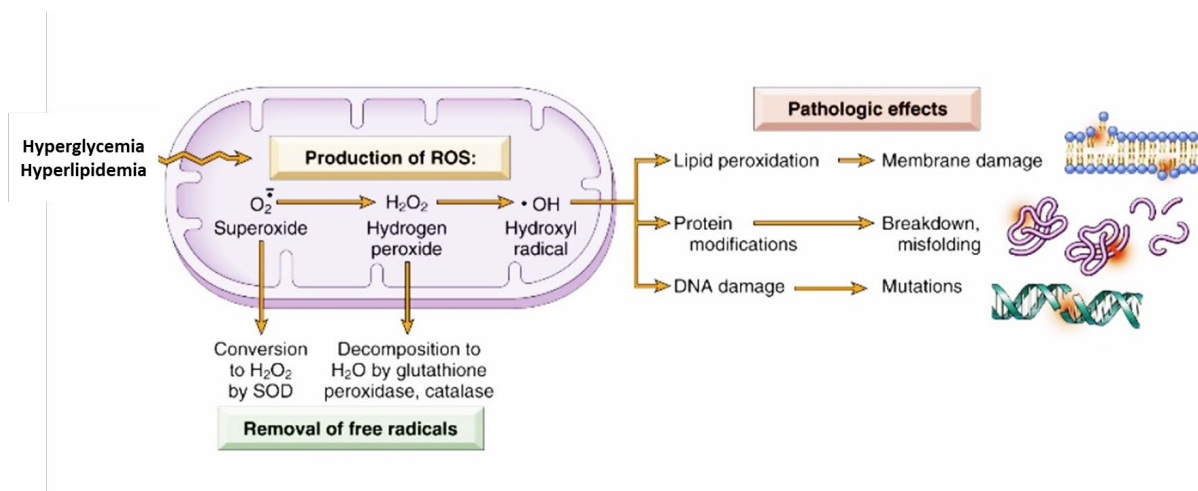 Hyperglycemia
Hyperlipidemia
Production of ROS:
O₂•̄
Superoxide
H₂O₂
Hydrogen
peroxide
• OH
Hydroxyl
radical
Conversion
to H₂O₂
by SOD
Decomposition to
H₂O by glutathione
peroxidase, catalase
Removal of free radicals
Pathologic effects
Lipid peroxidation
Membrane damage
Protein
modifications
Breakdown,
misfolding
DNA damage
Mutations